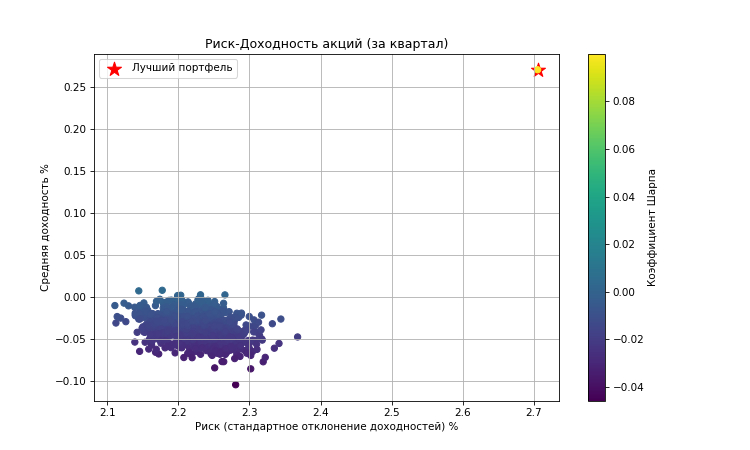 Риск-Доходность акций (за квартал)
Лучший портфель
Средняя доходность %
0.25
0.20
0.15
0.10
0.05
0.00
−0.05
−0.10
2.1 2.2 2.3 2.4 2.5 2.6 2.7
Риск (стандартное отклонение доходностей) %
0.08
0.06
0.04
0.02
0.00
−0.02
−0.04
Коэффициент Шарпа